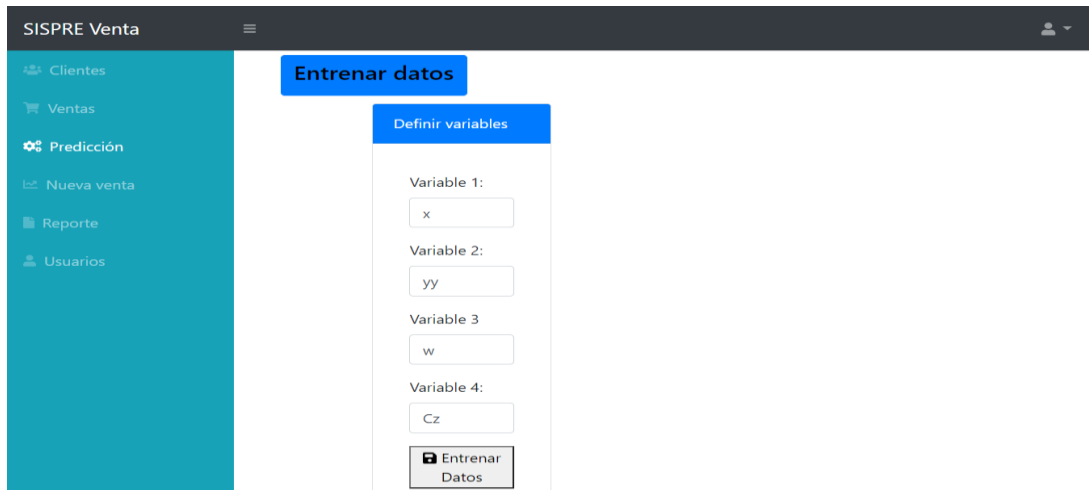 SISPRE Venta
Clientes
Ventas
Predicción
Nueva venta
Reporte
Usuarios
Entrenar datos
Definir variables
Variable 1:
x
Variable 2:
yy
Variable 3
w
Variable 4:
Cz
Entrenar
Datos